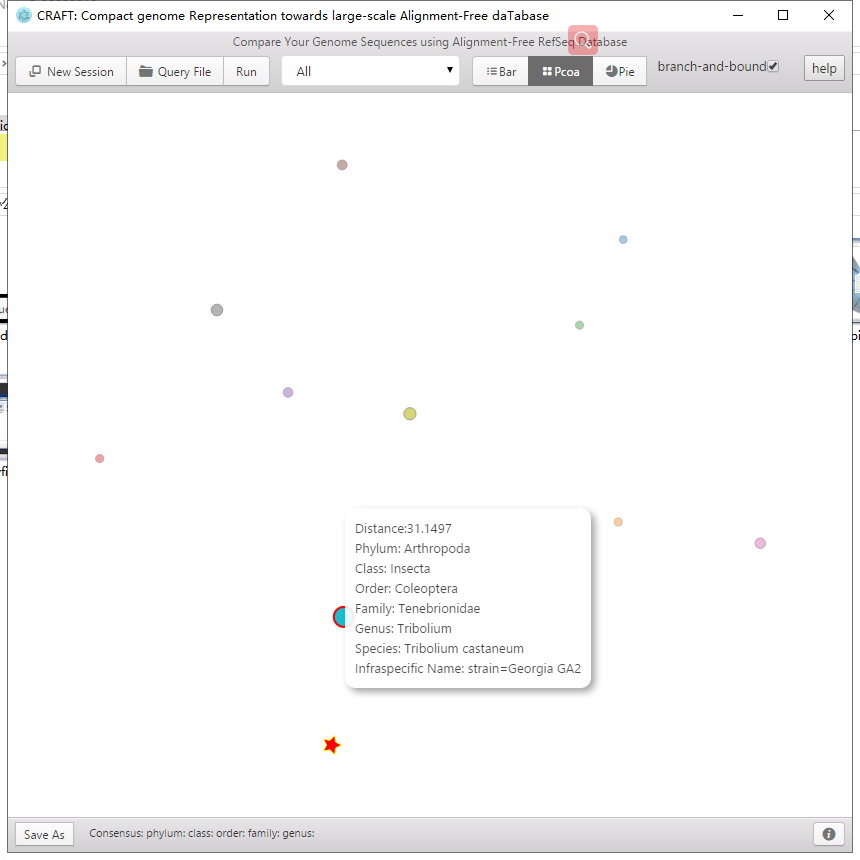 CRAFT: Compact genome Representation towards large-scale Alignment-Free daTabase
Compare Your Genome Sequences using Alignment-Free RefSeq Database
New Session Query File Run All Bar Pcoa Pie branch-and-bound help
Distance:31.1497
Phylum: Arthropoda
Class: Insecta
Order: Coleoptera
Family: Tenebrionidae
Genus: Tribolium
Species: Tribolium castaneum
Infraspecific Name: strain=Georgia GA2
Save As Consensus: phylum: class: order: family: genus: